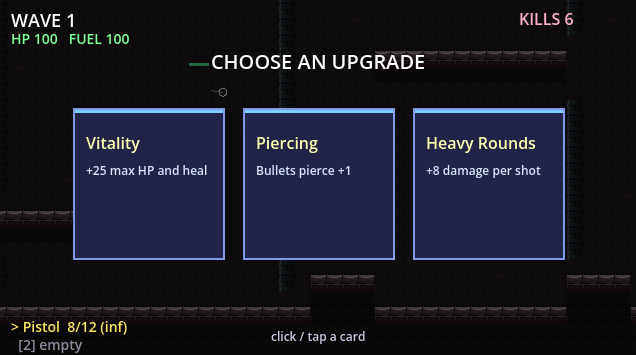 WAVE 1
KILLS 6
HP 100 FUEL 100
CHOOSE AN UPGRADE
Vitality
+25 max HP and heal
Piercing
Bullets pierce +1
Heavy Rounds
+8 damage per shot
> Pistol 8/12 (inf)
[2] empty
click / tap a card